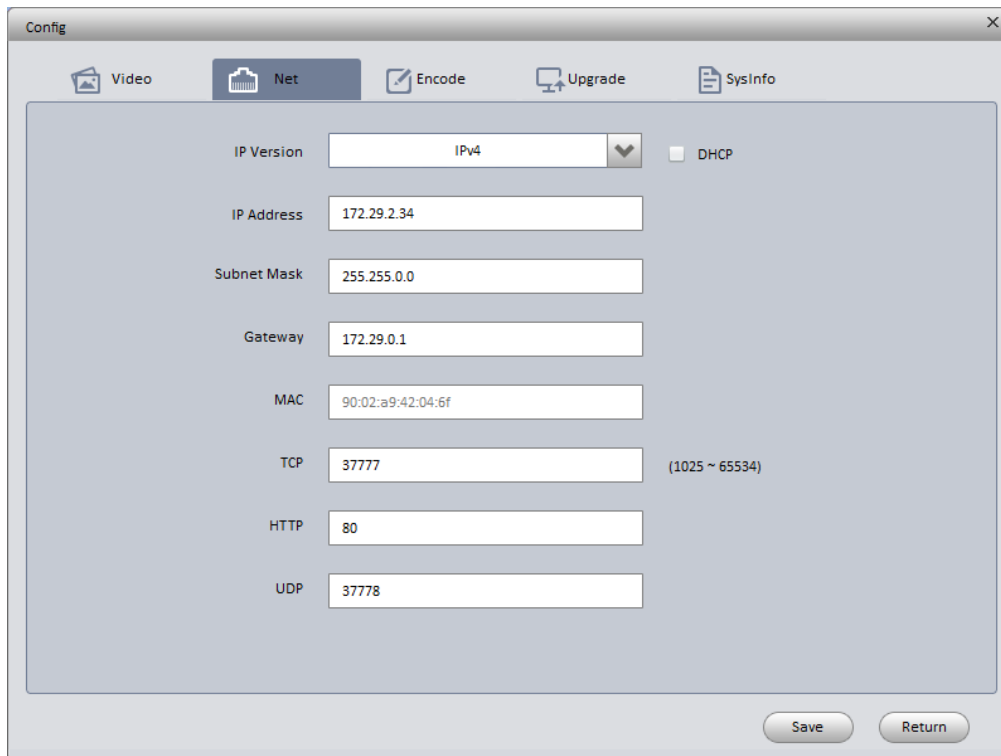 Config
Video Net Encode Upgrade SysInfo
IP Version IPv4 DHCP
IP Address 172.29.2.34
Subnet Mask 255.255.0.0
Gateway 172.29.0.1
MAC 90:02:a9:42:04:6f
TCP 37777 (1025 ~ 65534)
HTTP 80
UDP 37778
Save Return